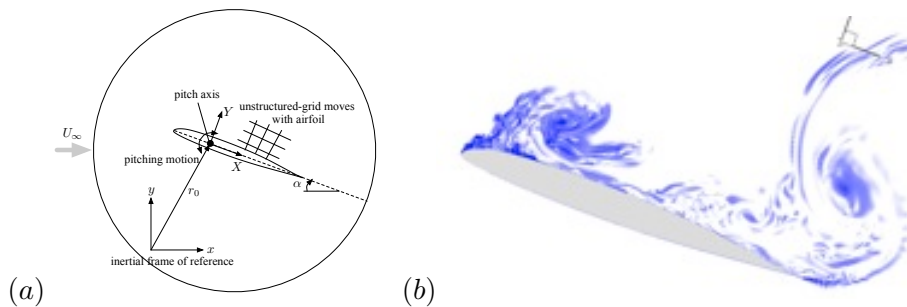 pitch axis
Y
unstructured-grid moves
with airfoil
U∞
pitching motion
X
α
r₀
y
x
inertial frame of reference
(a)
(b)